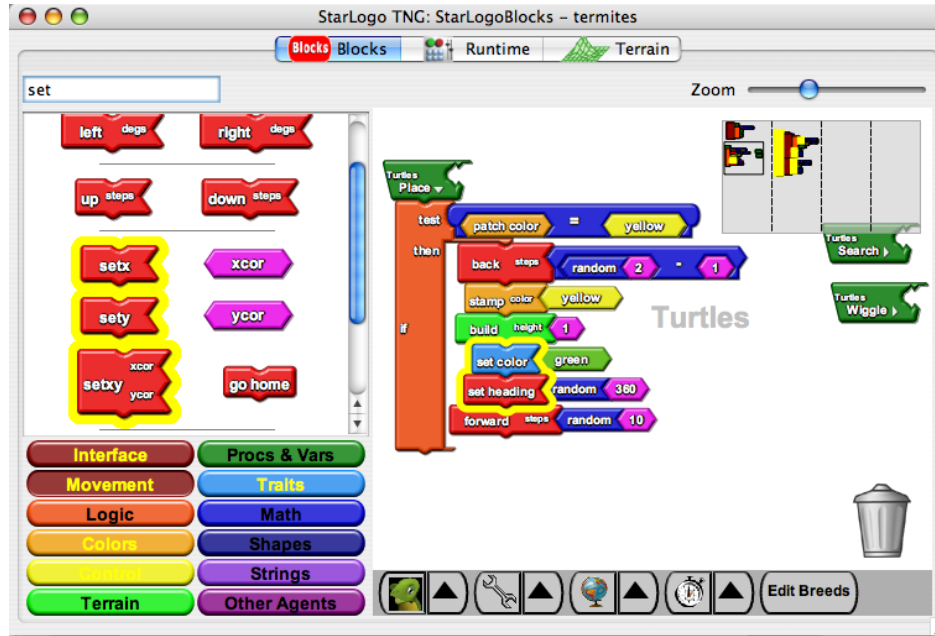 StarLogo TNG: StarLogoBlocks – termites
Blocks Blocks Runtime Terrain
set
Zoom
left degs right degs
up steps down steps
setx xcor
sety ycor
setxy xcor ycor go home
Interface Procs & Vars
Movement Traits
Logic Math
Colors Shapes
Control Strings
Terrain Other Agents
Turtles
Place
test patch color = yellow
then back steps random 2 - 1
stamp color yellow
if build height 1
set color green
set heading random 360
forward steps random 10
Turtles
Turtles
Search
Turtles
Wiggle
Edit Breeds